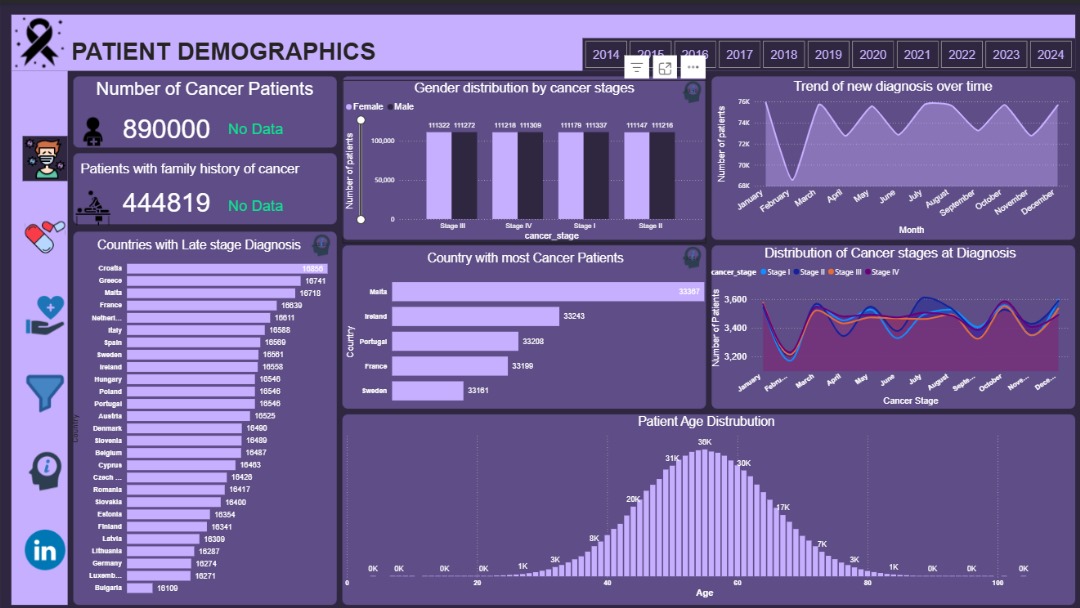 PATIENT DEMOGRAPHICS
2014 2015 2016 2017 2018 2019 2020 2021 2022 2023 2024
Number of Cancer Patients
890000 No Data
Patients with family history of cancer
444819 No Data
Countries with Late stage Diagnosis
Country
Croatia 16856
Greece 16741
Malta 16718
France 16639
Netherl... 16611
Italy 16588
Spain 16569
Sweden 16561
Ireland 16558
Hungary 16546
Poland 16546
Portugal 16546
Austria 16525
Denmark 16490
Slovenia 16489
Belgium 16487
Cyprus 16463
Czech ... 16426
Romania 16417
Slovakia 16400
Estonia 16354
Finland 16341
Latvia 16309
Lithuania 16287
Germany 16274
Luxemb... 16271
Bulgaria 16109
Gender distribution by cancer stages
Female Male
Number of patients
111322 111272 111218 111309 111179 111337 111147 111216
100,000
50,000
0
Stage III Stage IV Stage I Stage II
cancer_stage
Trend of new diagnosis over time
Number of patients
76K
74K
72K
70K
68K
January February March April May June July August September October November December
Month
Country with most Cancer Patients
Country
Malta 33367
Ireland 33243
Portugal 33208
France 33199
Sweden 33161
Distribution of Cancer stages at Diagnosis
cancer_stage Stage I Stage II Stage III Stage IV
Number of Patients
3,600
3,400
3,200
January Febru... March April May June July August Septe... October Nove... Dece...
Cancer Stage
Patient Age Distrubution
0K 0K 0K 0K 1K 3K 8K 20K 31K 36K 30K 17K 7K 3K 1K 0K 0K 0K
0 20 40 60 80 100
Age
in